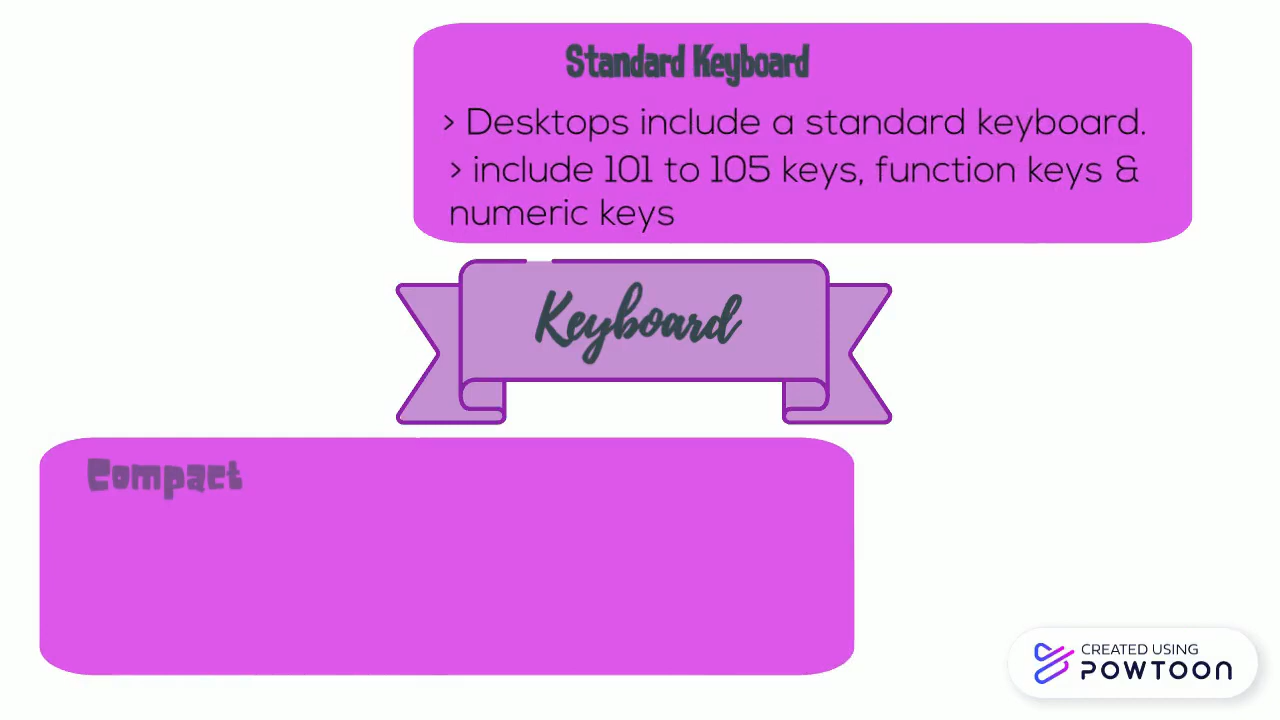 Standard Keyboard
> Desktops include a standard keyboard.
> include 101 to 105 keys, function keys &
numeric keys
Keyboard
Compact
CREATED USING
POWTOON